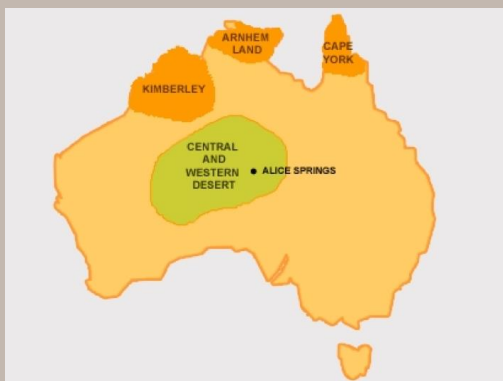 ARNHEM
LAND
CAPE
YORK
KIMBERLEY
CENTRAL
AND
WESTERN
DESERT
ALICE SPRINGS